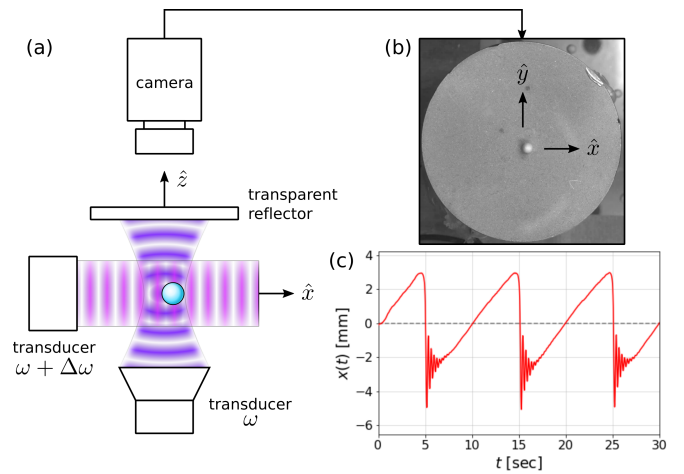 (a)
camera
ẑ
transparent
reflector
x̂
transducer
ω + Δω
transducer
ω
(b)
ŷ
x̂
(c)
x(t) [mm]
4
2
0
−2
−4
−6
0
5
10
15
20
25
30
t [sec]